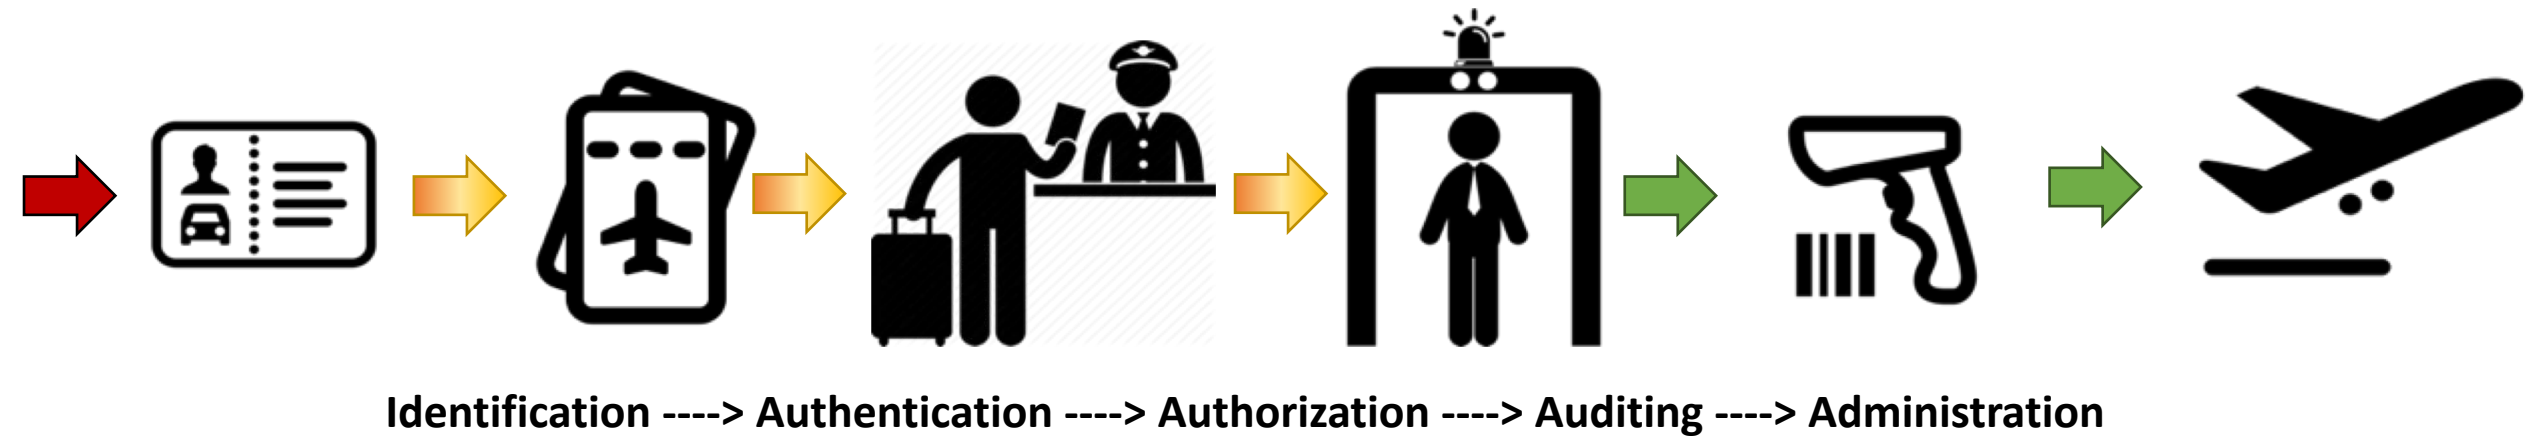 Identification ----> Authentication ----> Authorization ----> Auditing ----> Administration